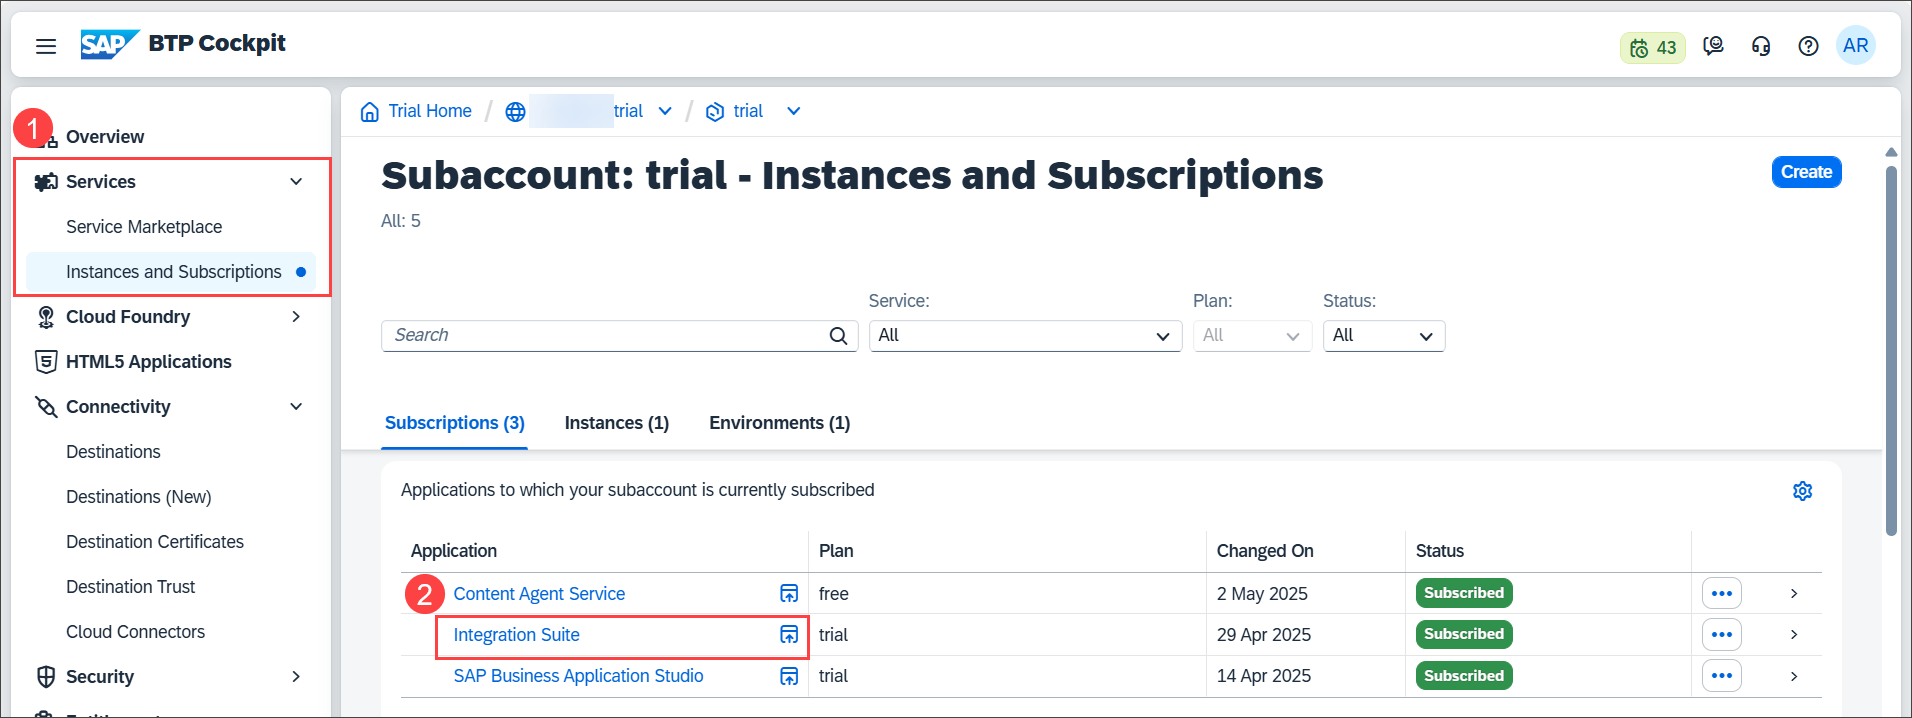 SAP BTP Cockpit
43
AR
1
Overview
Services
Service Marketplace
Instances and Subscriptions
Cloud Foundry
HTML5 Applications
Connectivity
Destinations
Destinations (New)
Destination Certificates
Destination Trust
Cloud Connectors
Security
Trial Home / trial / trial
Subaccount: trial - Instances and Subscriptions
Create
All: 5
Service:
Plan:
Status:
Search
All
All
All
Subscriptions (3)
Instances (1)
Environments (1)
Applications to which your subaccount is currently subscribed
Application Plan Changed On Status
2
Content Agent Service free 2 May 2025 Subscribed
Integration Suite trial 29 Apr 2025 Subscribed
SAP Business Application Studio trial 14 Apr 2025 Subscribed